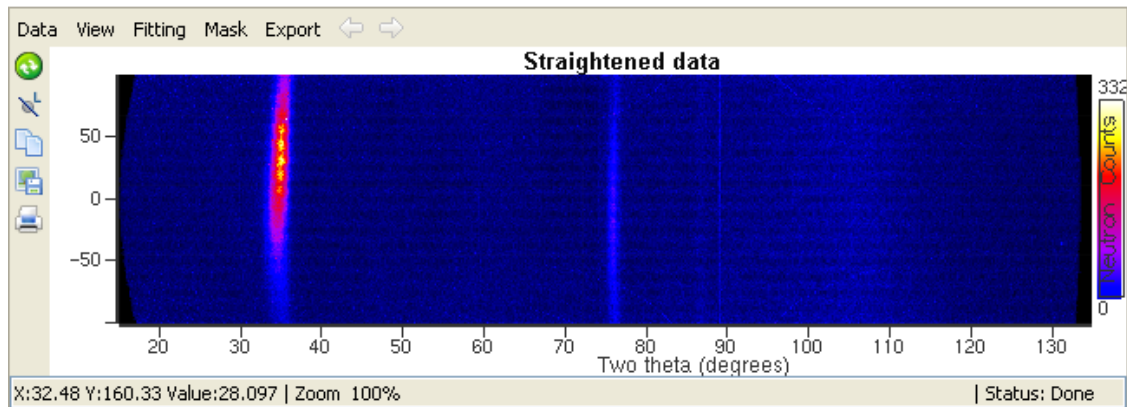 Data View Fitting Mask Export
Straightened data
332
50
0
−50
Neutron Counts
0
20 30 40 50 60 70 80 90 100 110 120 130
Two theta (degrees)
X:32.48 Y:160.33 Value:28.097 | Zoom 100% | Status: Done